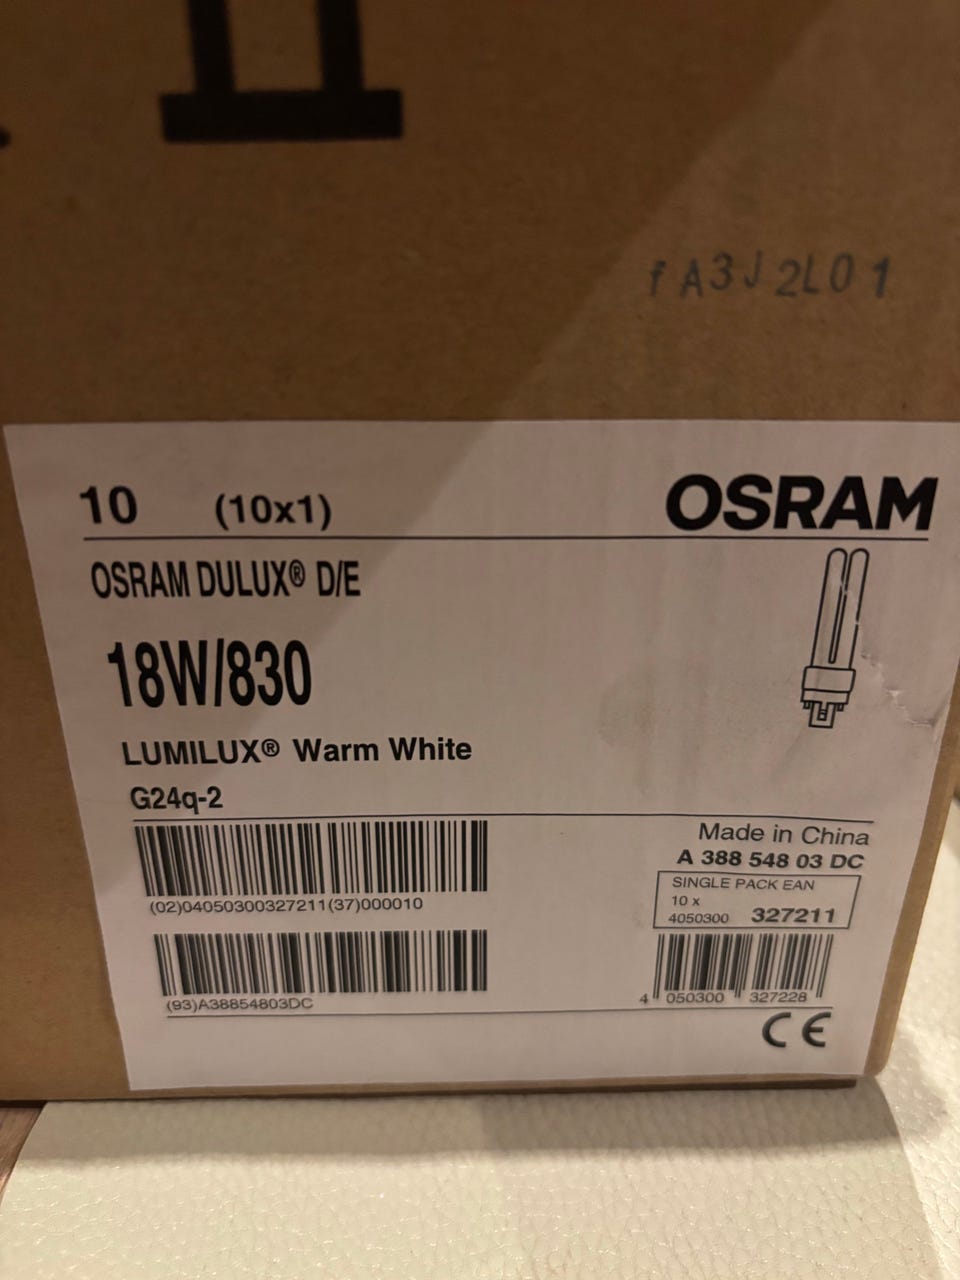 fA3J2L01
10 (10x1) OSRAM
OSRAM DULUX® D/E
18W/830
LUMILUX® Warm White
G24q-2
Made in China
A 388 548 03 DC
SINGLE PACK EAN
10 x
4050300 327211
(02)04050300327211(37)000010
4 050300 327228
(93)A38854803DC
CE